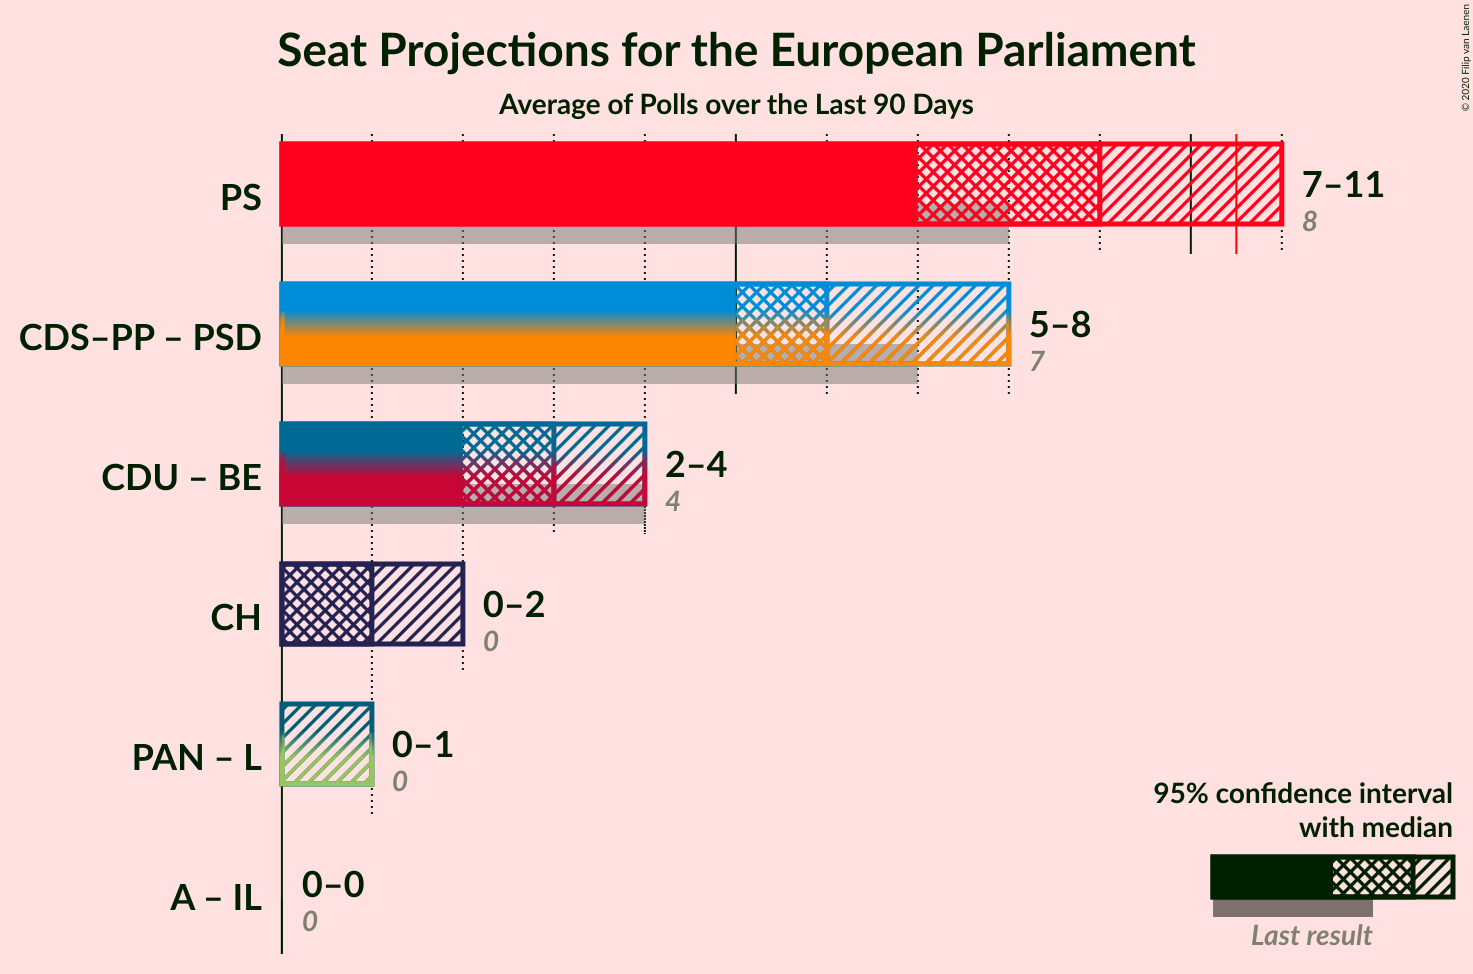 Seat Projections for the European Parliament
Average of Polls over the Last 90 Days
© 2020 Filip van Laenen
PS
7–11
8
CDS–PP – PSD
5–8
7
CDU – BE
2–4
4
CH
0–2
0
PAN – L
0–1
0
A – IL
0–0
0
95% confidence interval
with median
Last result